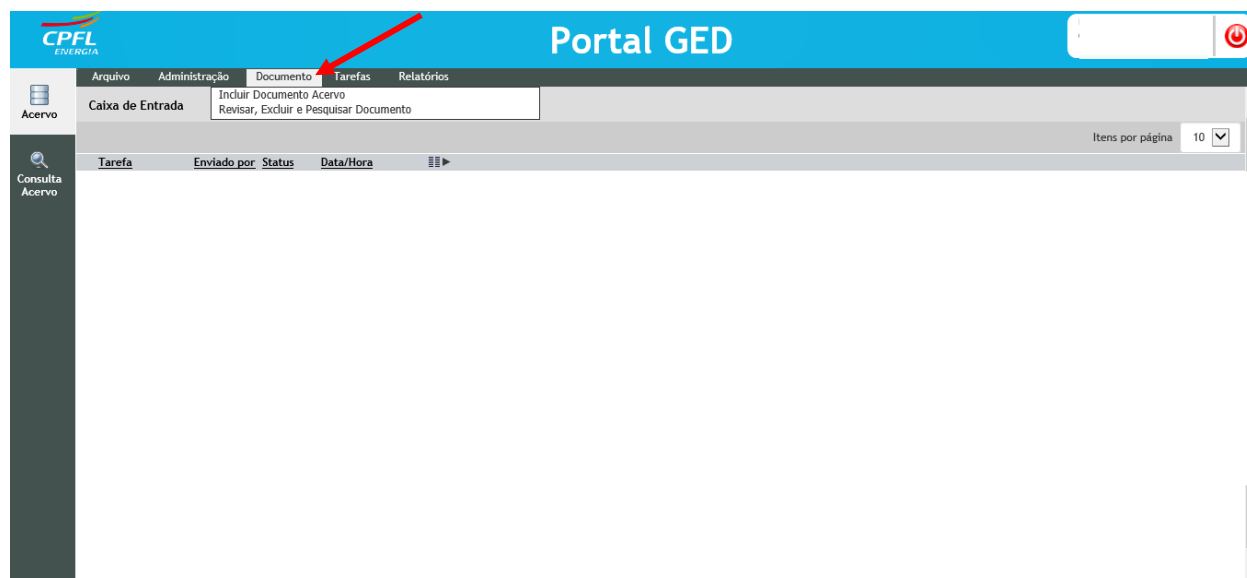 CPFL
ENERGIA
Portal GED
Arquivo Administração Documento Tarefas Relatórios
Incluir Documento Acervo
Revisar, Excluir e Pesquisar Documento
Caixa de Entrada
Acervo
Itens por página 10
Tarefa Enviado por Status Data/Hora
Consulta
Acervo